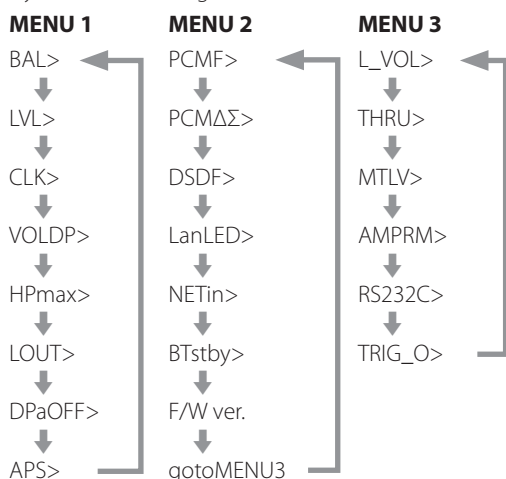 MENU 1
BAL>
LVL>
CLK>
VOLDP>
HPmax>
LOUT>
DPaOFF>
APS>
MENU 2
PCMF>
PCMΔΣ>
DSDF>
LanLED>
NETin>
BTstby>
F/W ver.
gotoMENU3
MENU 3
L_VOL>
THRU>
MTLV>
AMPRM>
RS232C>
TRIG_O>